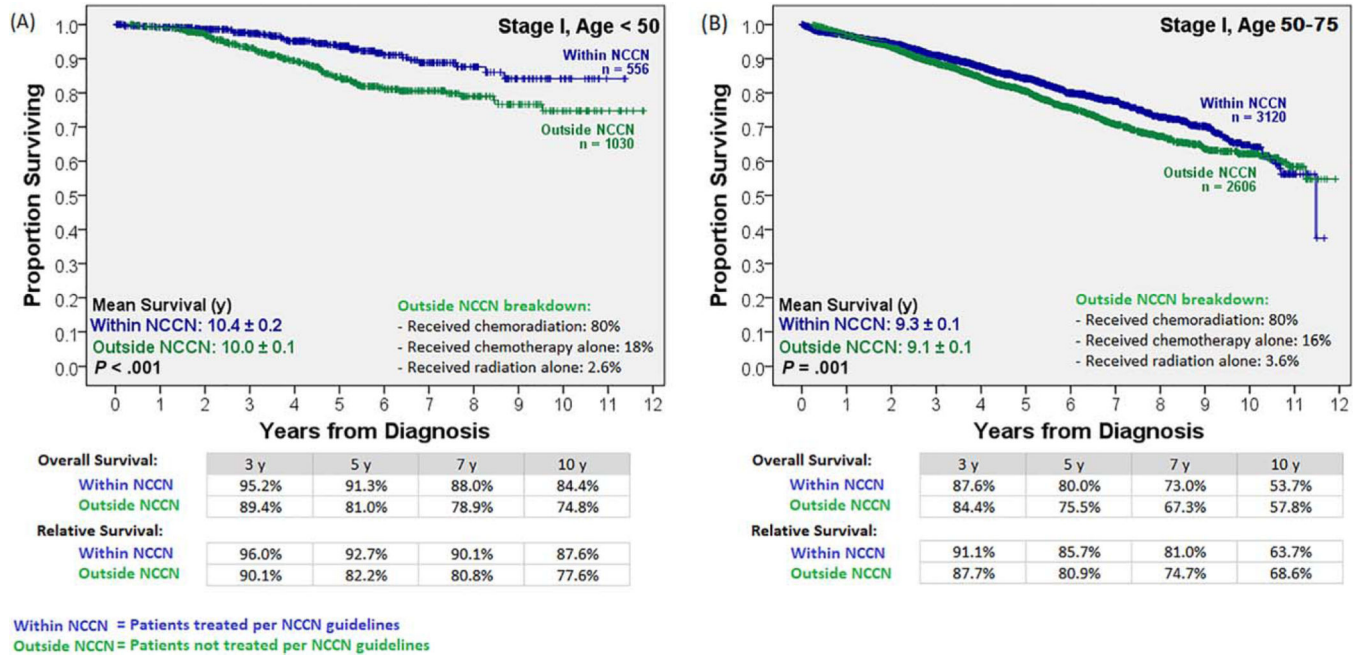 (A)
Stage I, Age < 50
Within NCCN
n = 556
Outside NCCN
n = 1030
Proportion Surviving
1.0
0.9
0.8
0.7
0.6
0.5
0.4
0.3
0.2
0.1
0.0
Mean Survival (y)
Within NCCN: 10.4 ± 0.2
Outside NCCN: 10.0 ± 0.1
P < .001
Outside NCCN breakdown:
- Received chemoradiation: 80%
- Received chemotherapy alone: 18%
- Received radiation alone: 2.6%
0 1 2 3 4 5 6 7 8 9 10 11 12
Years from Diagnosis
Overall Survival: 3 y 5 y 7 y 10 y
Within NCCN 95.2% 91.3% 88.0% 84.4%
Outside NCCN 89.4% 81.0% 78.9% 74.8%
Relative Survival:
Within NCCN 96.0% 92.7% 90.1% 87.6%
Outside NCCN 90.1% 82.2% 80.8% 77.6%
(B)
Stage I, Age 50-75
Within NCCN
n = 3120
Outside NCCN
n = 2606
Proportion Surviving
1.0
0.9
0.8
0.7
0.6
0.5
0.4
0.3
0.2
0.1
0.0
Mean Survival (y)
Within NCCN: 9.3 ± 0.1
Outside NCCN: 9.1 ± 0.1
P = .001
Outside NCCN breakdown:
- Received chemoradiation: 80%
- Received chemotherapy alone: 16%
- Received radiation alone: 3.6%
0 1 2 3 4 5 6 7 8 9 10 11 12
Years from Diagnosis
Overall Survival: 3 y 5 y 7 y 10 y
Within NCCN 87.6% 80.0% 73.0% 53.7%
Outside NCCN 84.4% 75.5% 67.3% 57.8%
Relative Survival:
Within NCCN 91.1% 85.7% 81.0% 63.7%
Outside NCCN 87.7% 80.9% 74.7% 68.6%
Within NCCN = Patients treated per NCCN guidelines
Outside NCCN = Patients not treated per NCCN guidelines